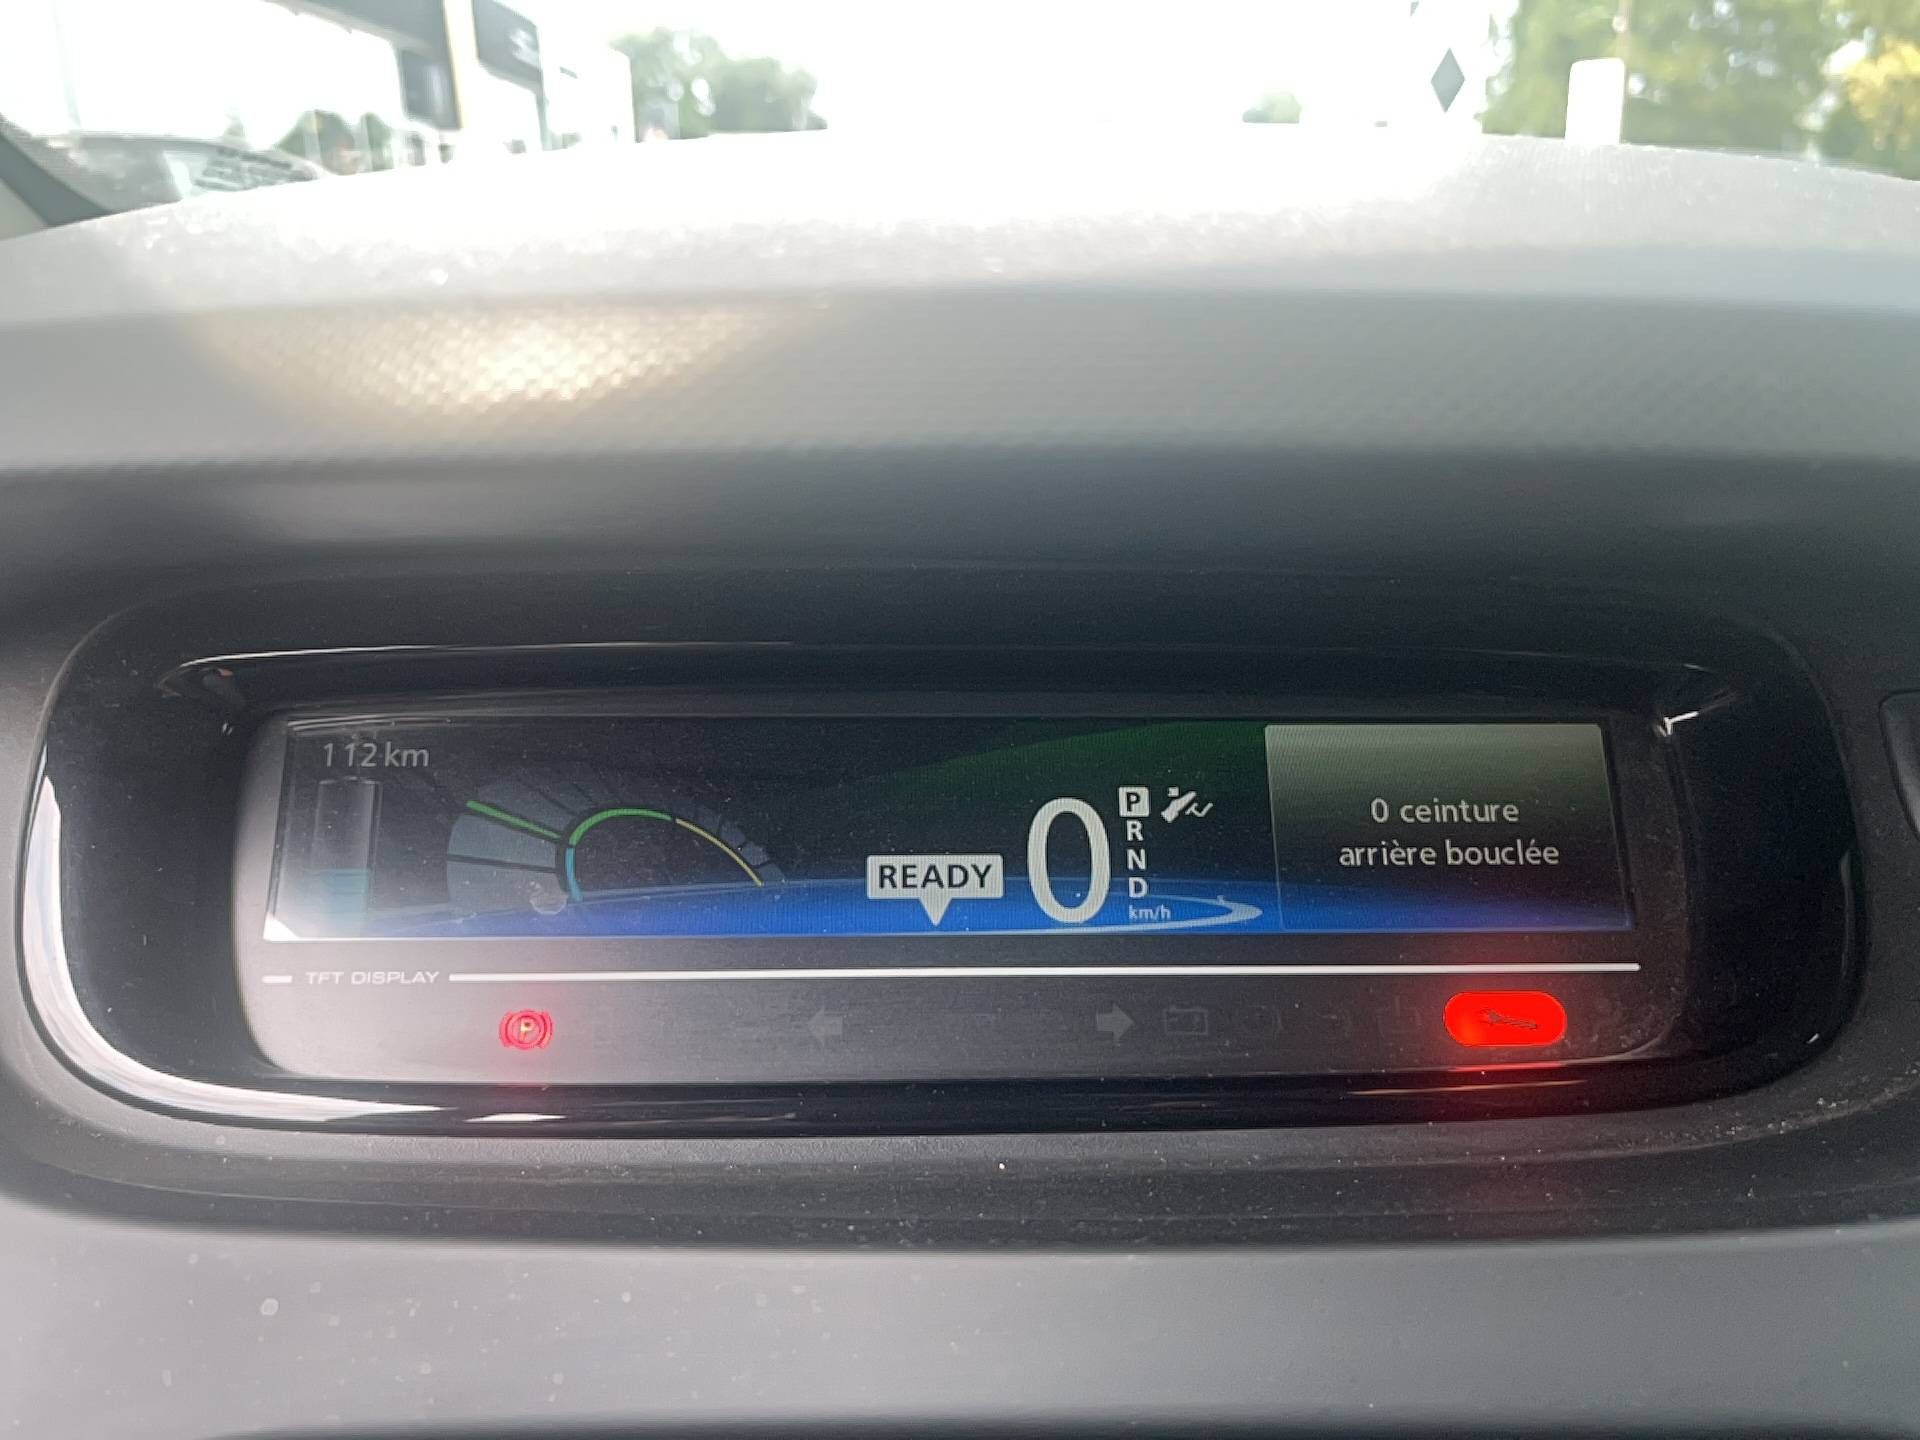 112 km
READY
0
P
R
N
D
km/h
0 ceinture
arrière bouclée
TFT DISPLAY
P